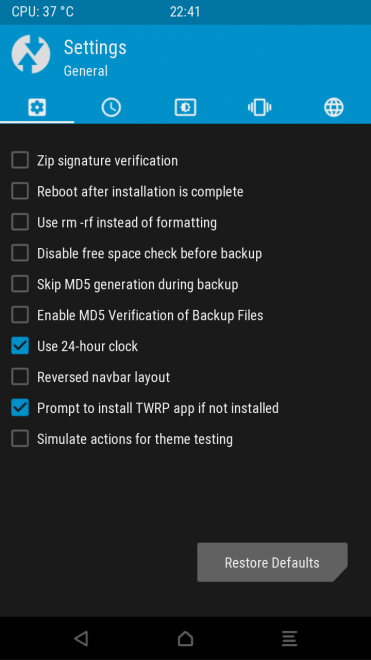 CPU: 37 °C 22:41
Settings
General
Zip signature verification
Reboot after installation is complete
Use rm -rf instead of formatting
Disable free space check before backup
Skip MD5 generation during backup
Enable MD5 Verification of Backup Files
Use 24-hour clock
Reversed navbar layout
Prompt to install TWRP app if not installed
Simulate actions for theme testing
Restore Defaults